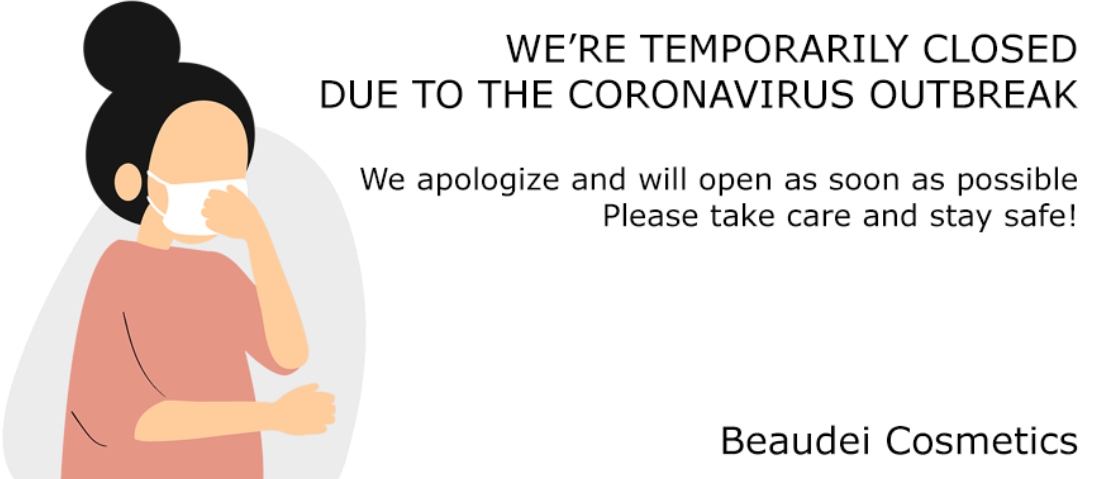 WE’RE TEMPORARILY CLOSED
DUE TO THE CORONAVIRUS OUTBREAK
We apologize and will open as soon as possible
Please take care and stay safe!
Beaudei Cosmetics